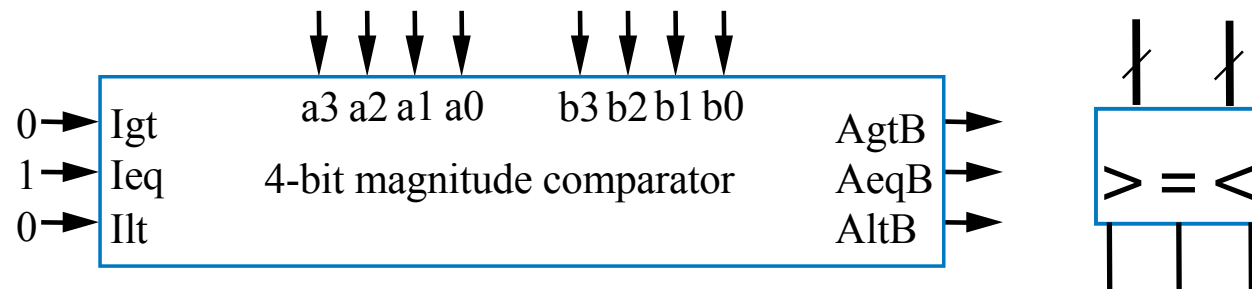 a3 a2 a1 a0 b3 b2 b1 b0
0 Igt AgtB
1 Ieq 4-bit magnitude comparator AeqB
0 Ilt AltB
> = <